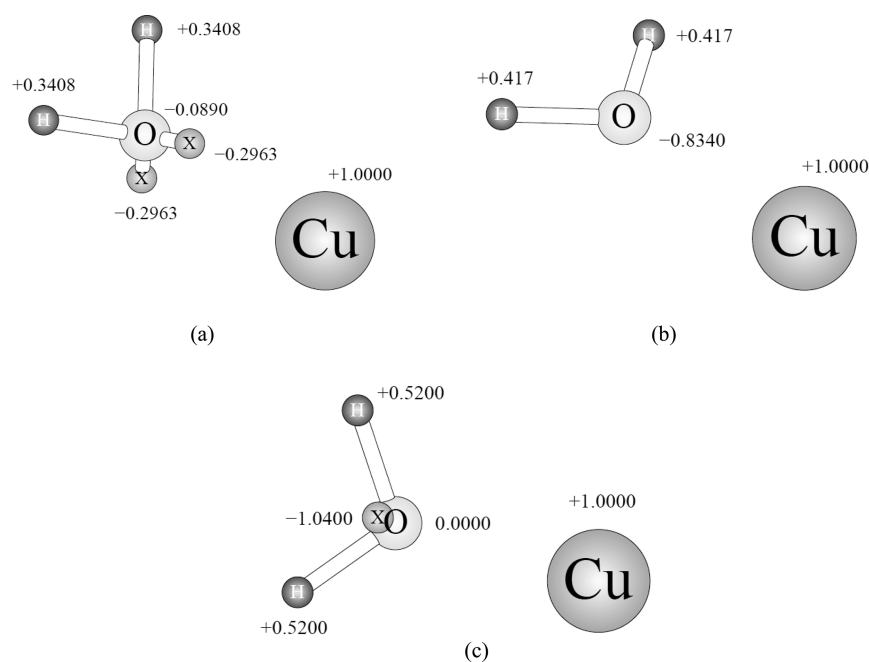 H
+0.3408
+0.3408
H
−0.0890
O
X
−0.2963
X
−0.2963
+1.0000
Cu
(a)
H
+0.417
+0.417
H
O
−0.8340
+1.0000
Cu
(b)
+0.5200
H
−1.0400
X
O
0.0000
+1.0000
Cu
H
+0.5200
(c)